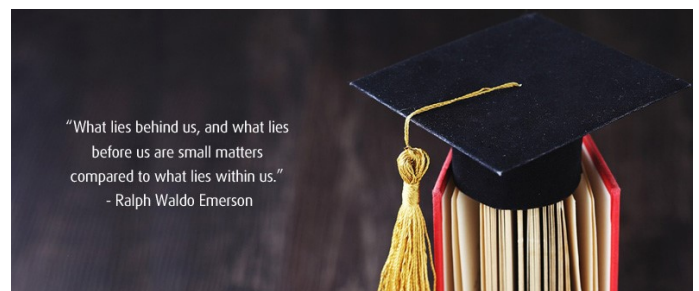 “What lies behind us, and what lies
before us are small matters
compared to what lies within us.”
- Ralph Waldo Emerson